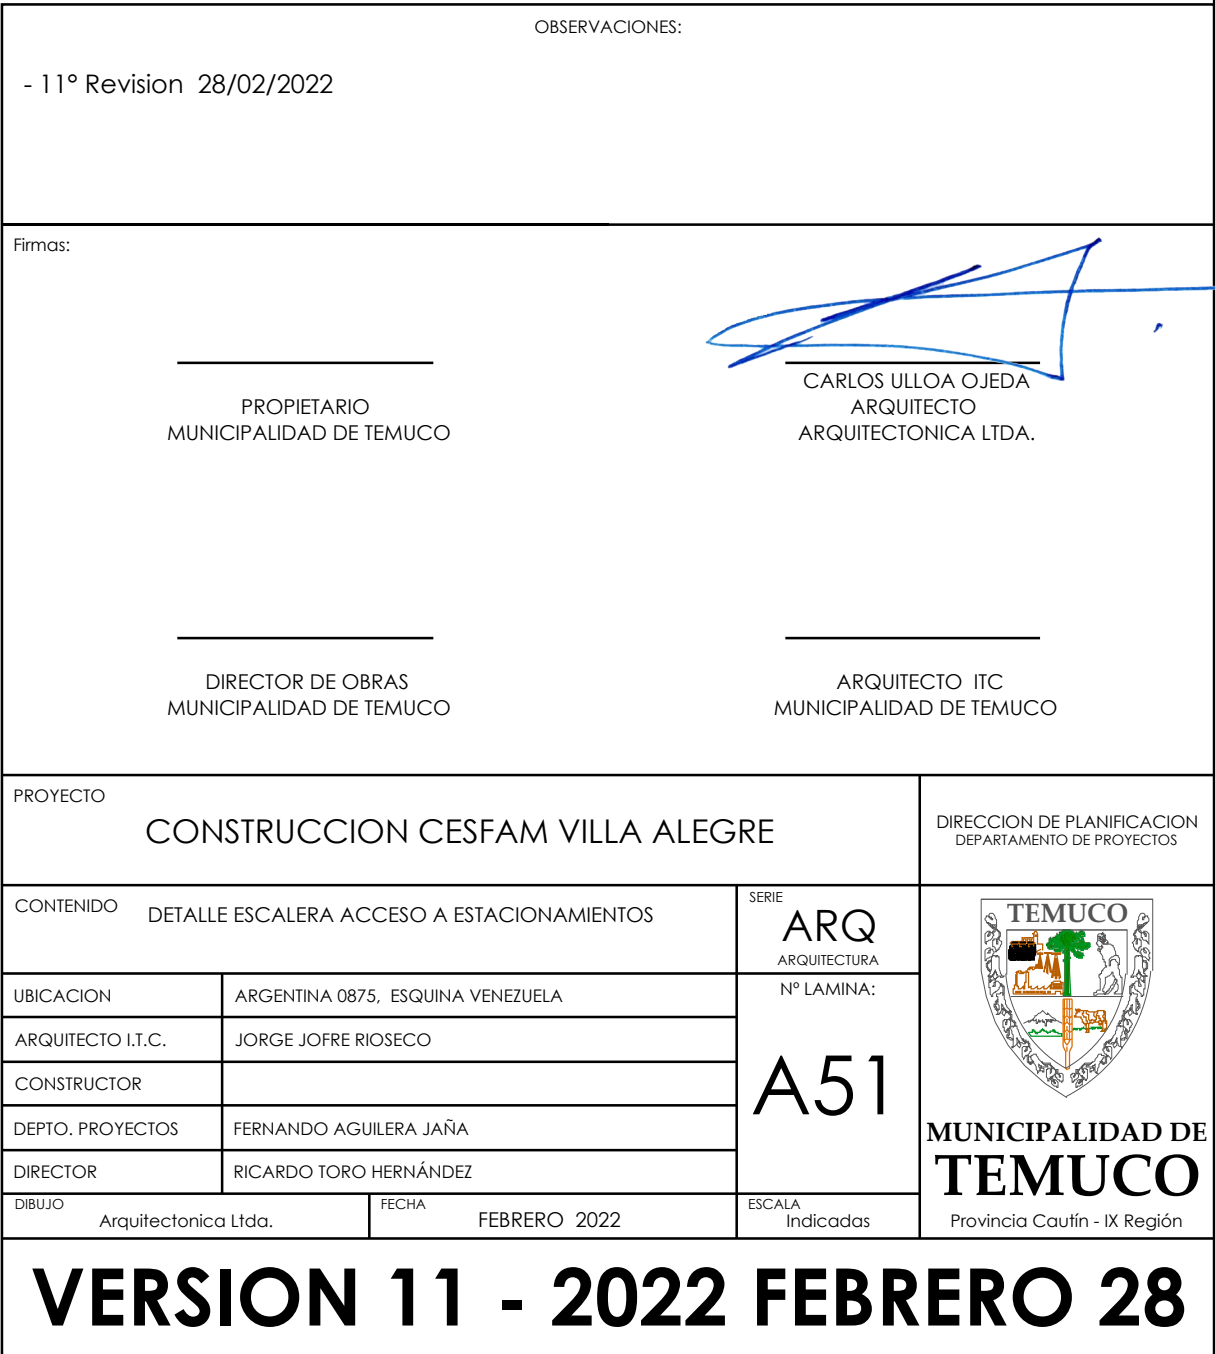 OBSERVACIONES:
- 11° Revision 28/02/2022
Firmas:
PROPIETARIO
MUNICIPALIDAD DE TEMUCO
CARLOS ULLOA OJEDA
ARQUITECTO
ARQUITECTONICA LTDA.
DIRECTOR DE OBRAS
MUNICIPALIDAD DE TEMUCO
ARQUITECTO ITC
MUNICIPALIDAD DE TEMUCO
PROYECTO
CONSTRUCCION CESFAM VILLA ALEGRE
DIRECCION DE PLANIFICACION
DEPARTAMENTO DE PROYECTOS
CONTENIDO
DETALLE ESCALERA ACCESO A ESTACIONAMIENTOS
SERIE
ARQ
ARQUITECTURA
UBICACION
ARGENTINA 0875, ESQUINA VENEZUELA
ARQUITECTO I.T.C.
JORGE JOFRE RIOSECO
CONSTRUCTOR
DEPTO. PROYECTOS
FERNANDO AGUILERA JAÑA
DIRECTOR
RICARDO TORO HERNÁNDEZ
Nº LAMINA:
A51
DIBUJO
Arquitectonica Ltda.
FECHA
FEBRERO 2022
ESCALA
Indicadas
TEMUCO
MUNICIPALIDAD DE
TEMUCO
Provincia Cautín - IX Región
VERSION 11 - 2022 FEBRERO 28